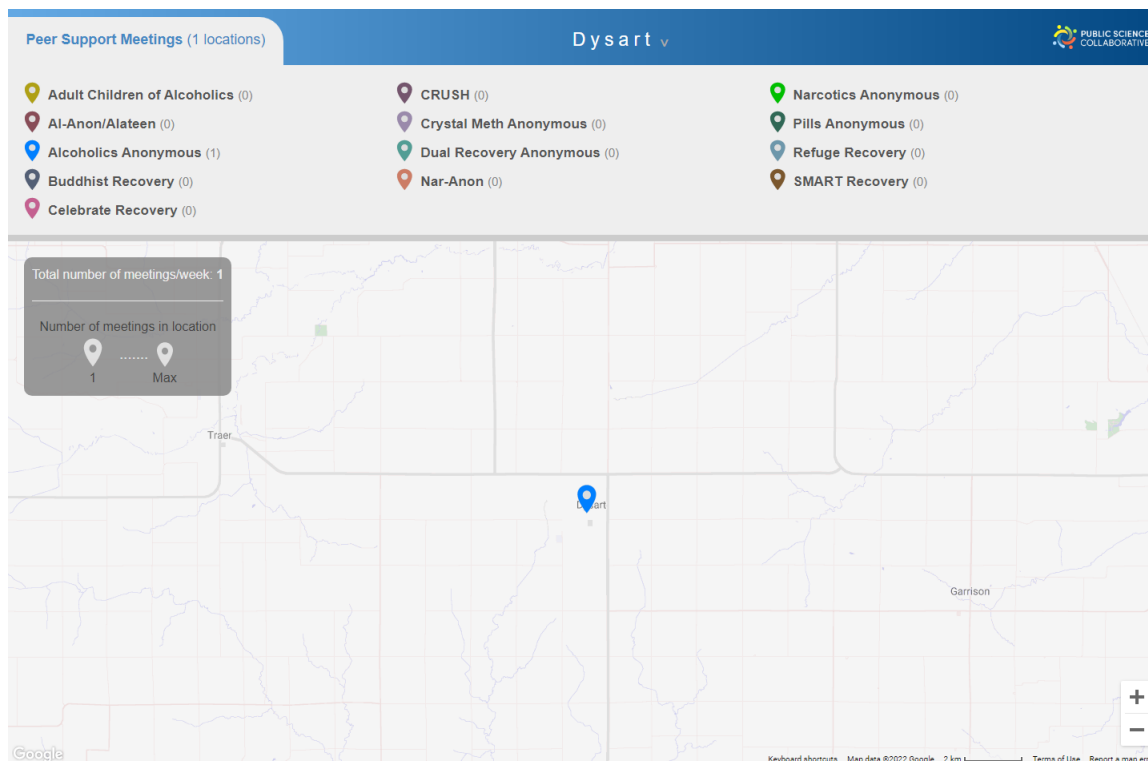 Peer Support Meetings (1 locations)
Dysart v
PUBLIC SCIENCE
COLLABORATIVE
Adult Children of Alcoholics (0)
Al-Anon/Alateen (0)
Alcoholics Anonymous (1)
Buddhist Recovery (0)
Celebrate Recovery (0)
CRUSH (0)
Crystal Meth Anonymous (0)
Dual Recovery Anonymous (0)
Nar-Anon (0)
Narcotics Anonymous (0)
Pills Anonymous (0)
Refuge Recovery (0)
SMART Recovery (0)
Total number of meetings/week: 1
Number of meetings in location
1 ....... Max
Traer
Dysart
Garrison
+
−
Google
Keyboard shortcuts Map data ©2022 Google 2 km Terms of Use Report a map